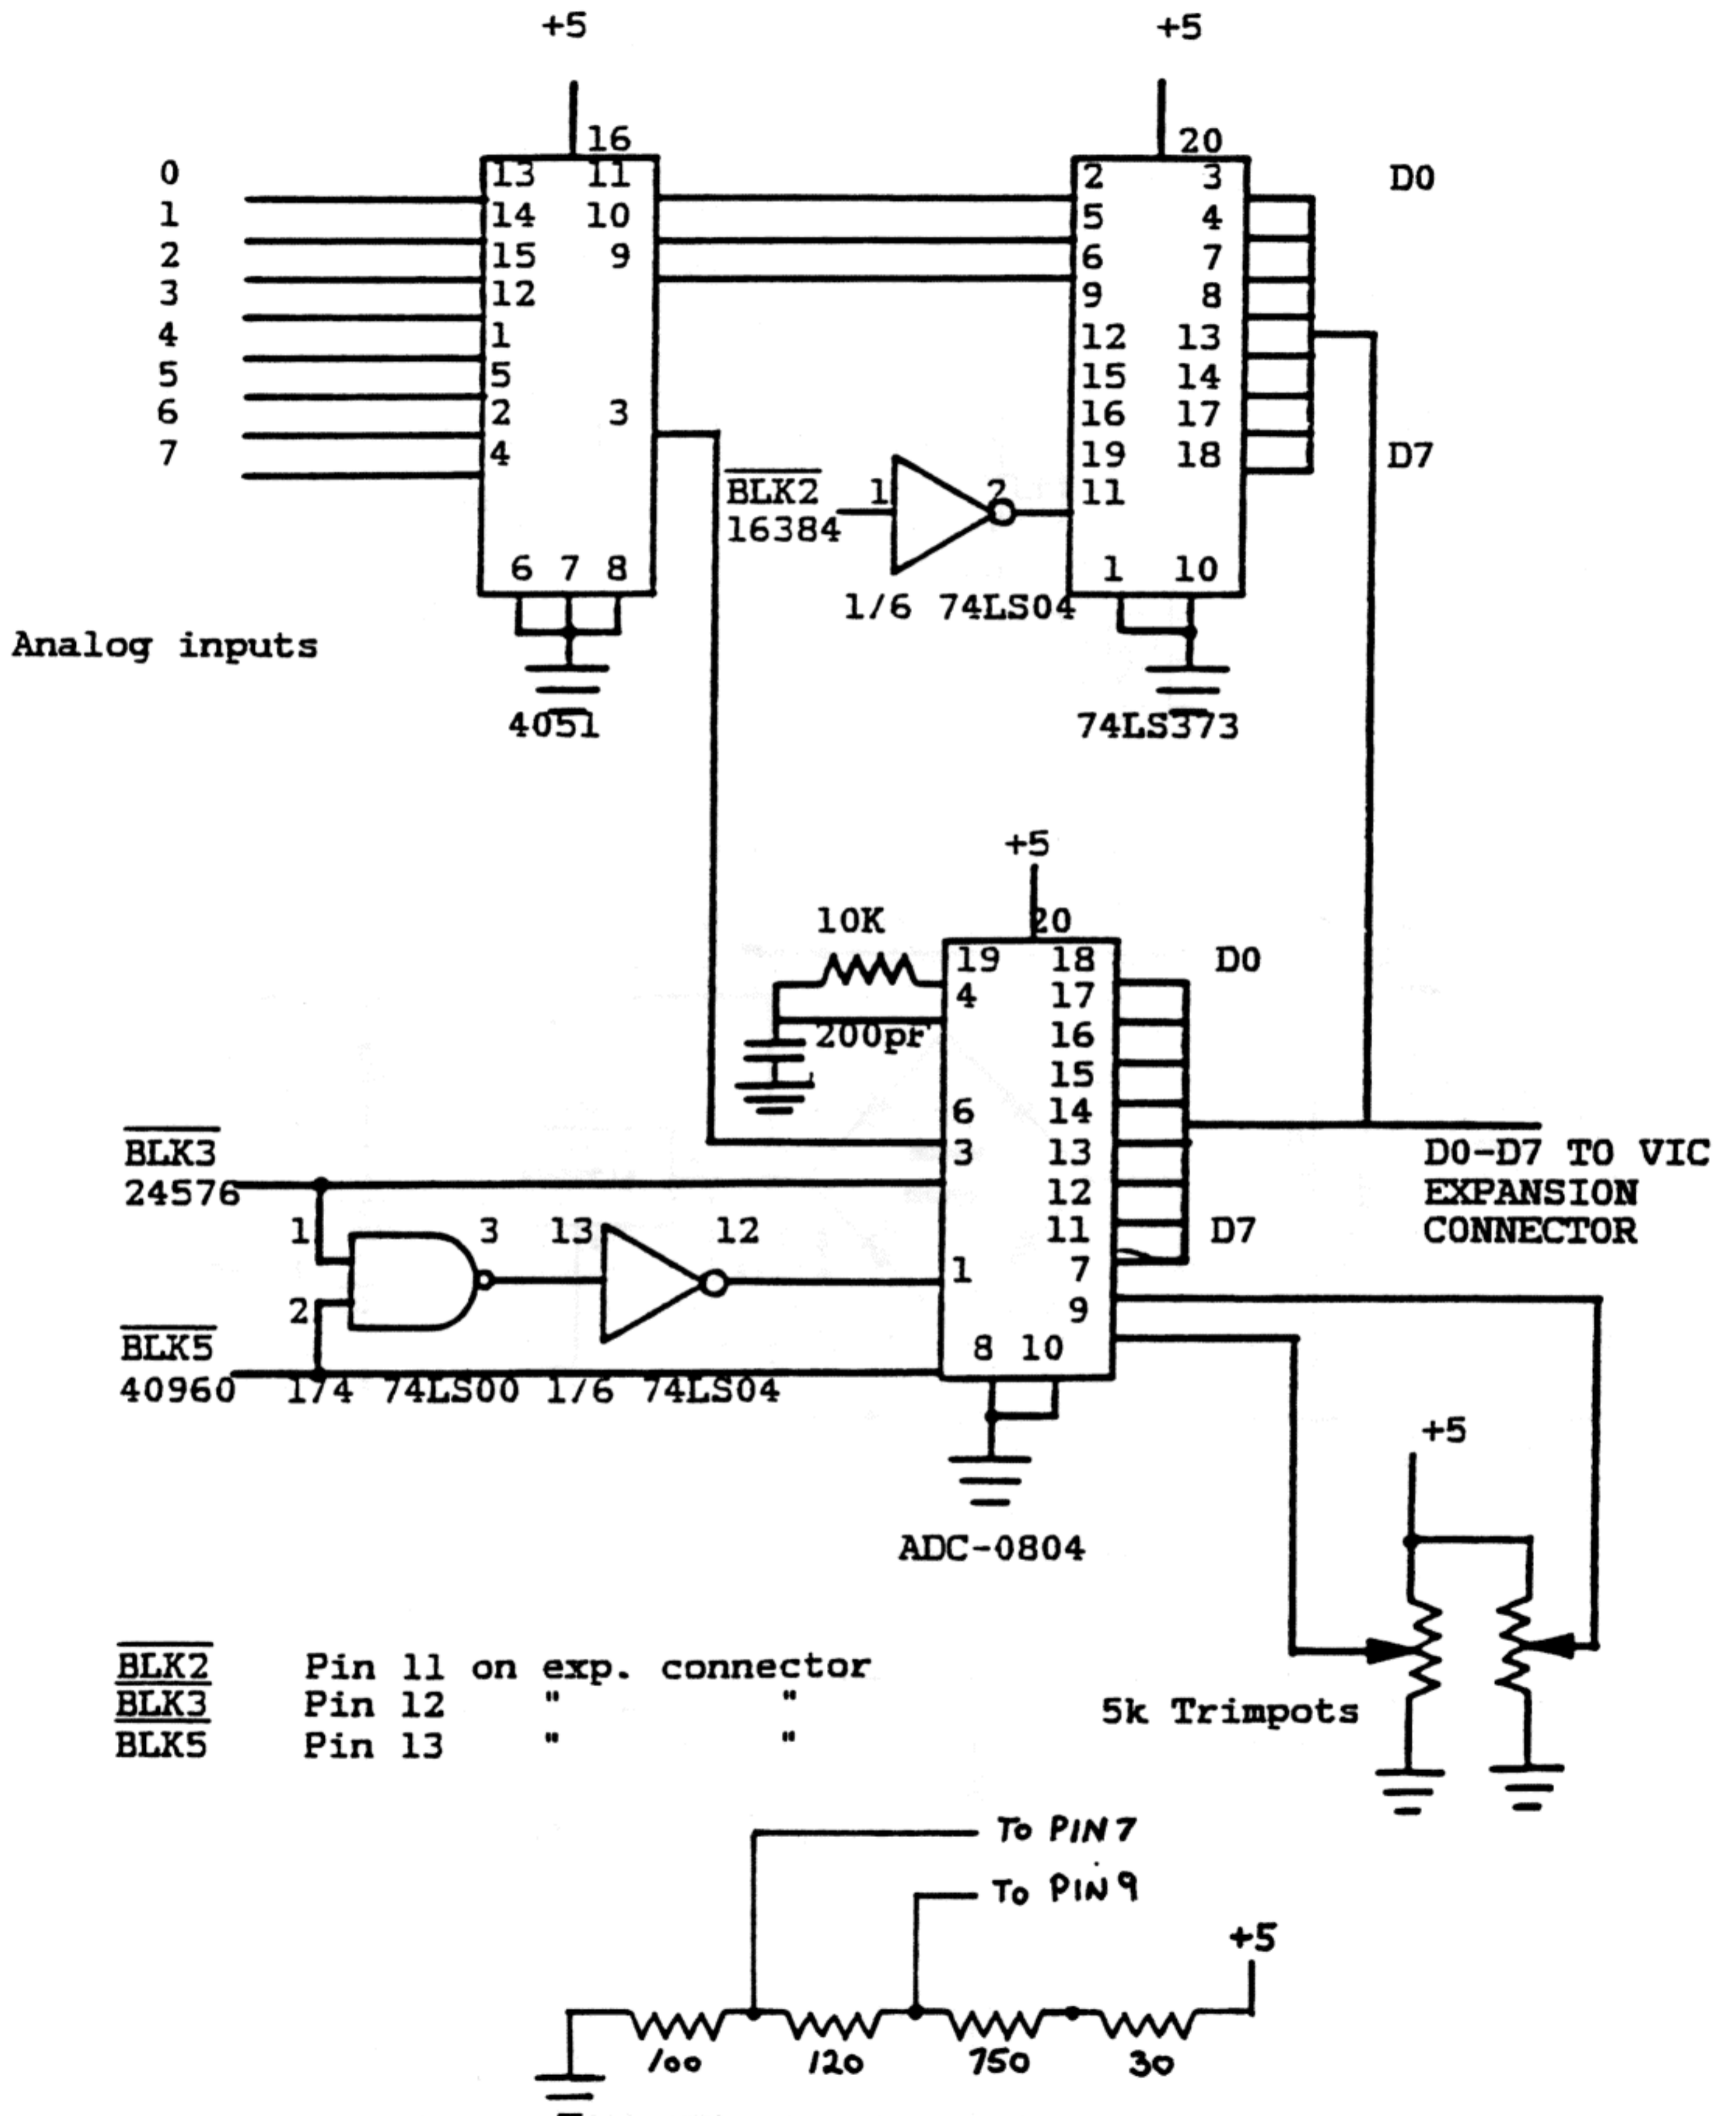 +5
+5
16
20
0
13 11
2 3
D0
1
14 10
5 4
2
15 9
6 7
3
12
9 8
4
1
12 13
5
5
15 14
6
2 3
16 17
7
4
19 18
D7
BLK2
1 2
11
16384
6 7 8
1 10
1/6 74LS04
Analog inputs
4051
74LS373
+5
10K
20
19 18
D0
4 17
200pf
16
15
6 14
BLK3
3 13
D0-D7 TO VIC
24576
12
EXPANSION
1 3 13 12
11
D7
CONNECTOR
1 7
2
9
BLK5
8 10
40960 1/4 74LS00 1/6 74LS04
+5
ADC-0804
BLK2 Pin 11 on exp. connector
BLK3 Pin 12 " "
5k Trimpots
BLK5 Pin 13 " "
TO PIN 7
TO PIN 9
+5
100 120 750 30